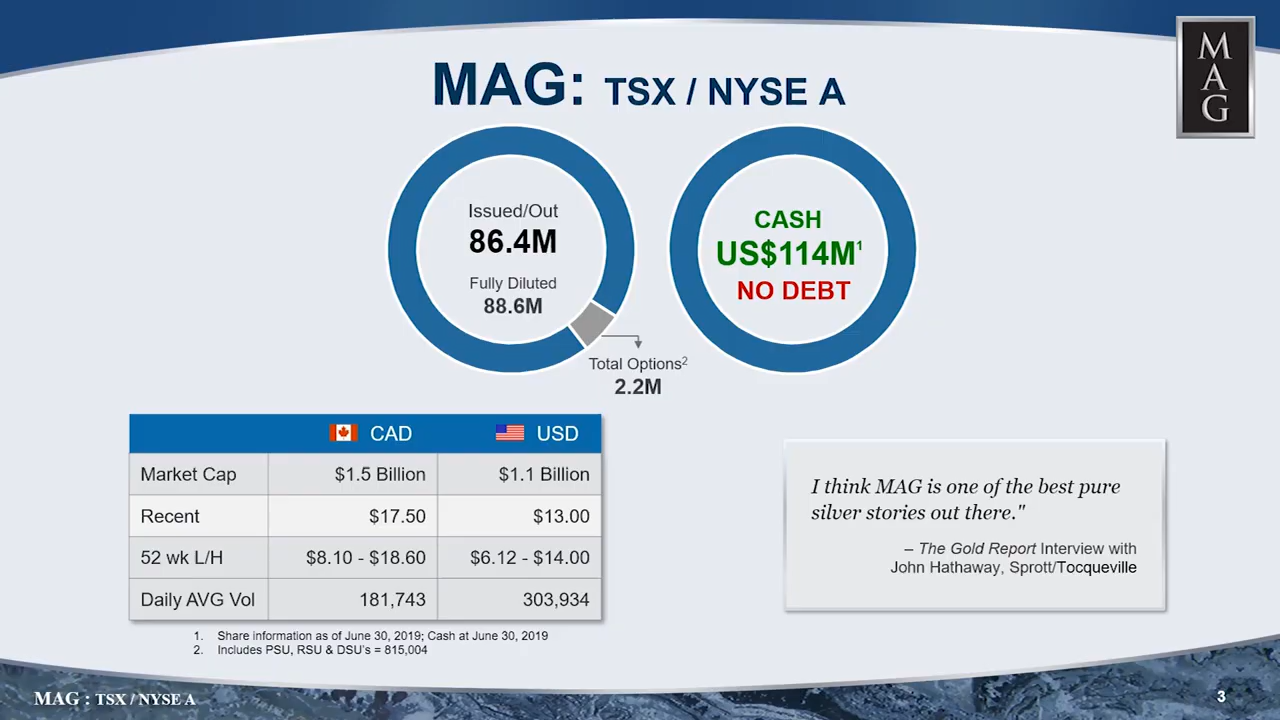 MAG: TSX / NYSE A
M
A
G
Issued/Out
86.4M
Fully Diluted
88.6M
Total Options2
2.2M
CASH
US$114M1
NO DEBT
CAD USD
Market Cap $1.5 Billion $1.1 Billion
Recent $17.50 $13.00
52 wk L/H $8.10 - $18.60 $6.12 - $14.00
Daily AVG Vol 181,743 303,934
1. Share information as of June 30, 2019; Cash at June 30, 2019
2. Includes PSU, RSU & DSU's = 815,004
I think MAG is one of the best pure
silver stories out there."
– The Gold Report Interview with
John Hathaway, Sprott/Tocqueville
MAG : TSX / NYSE A
3